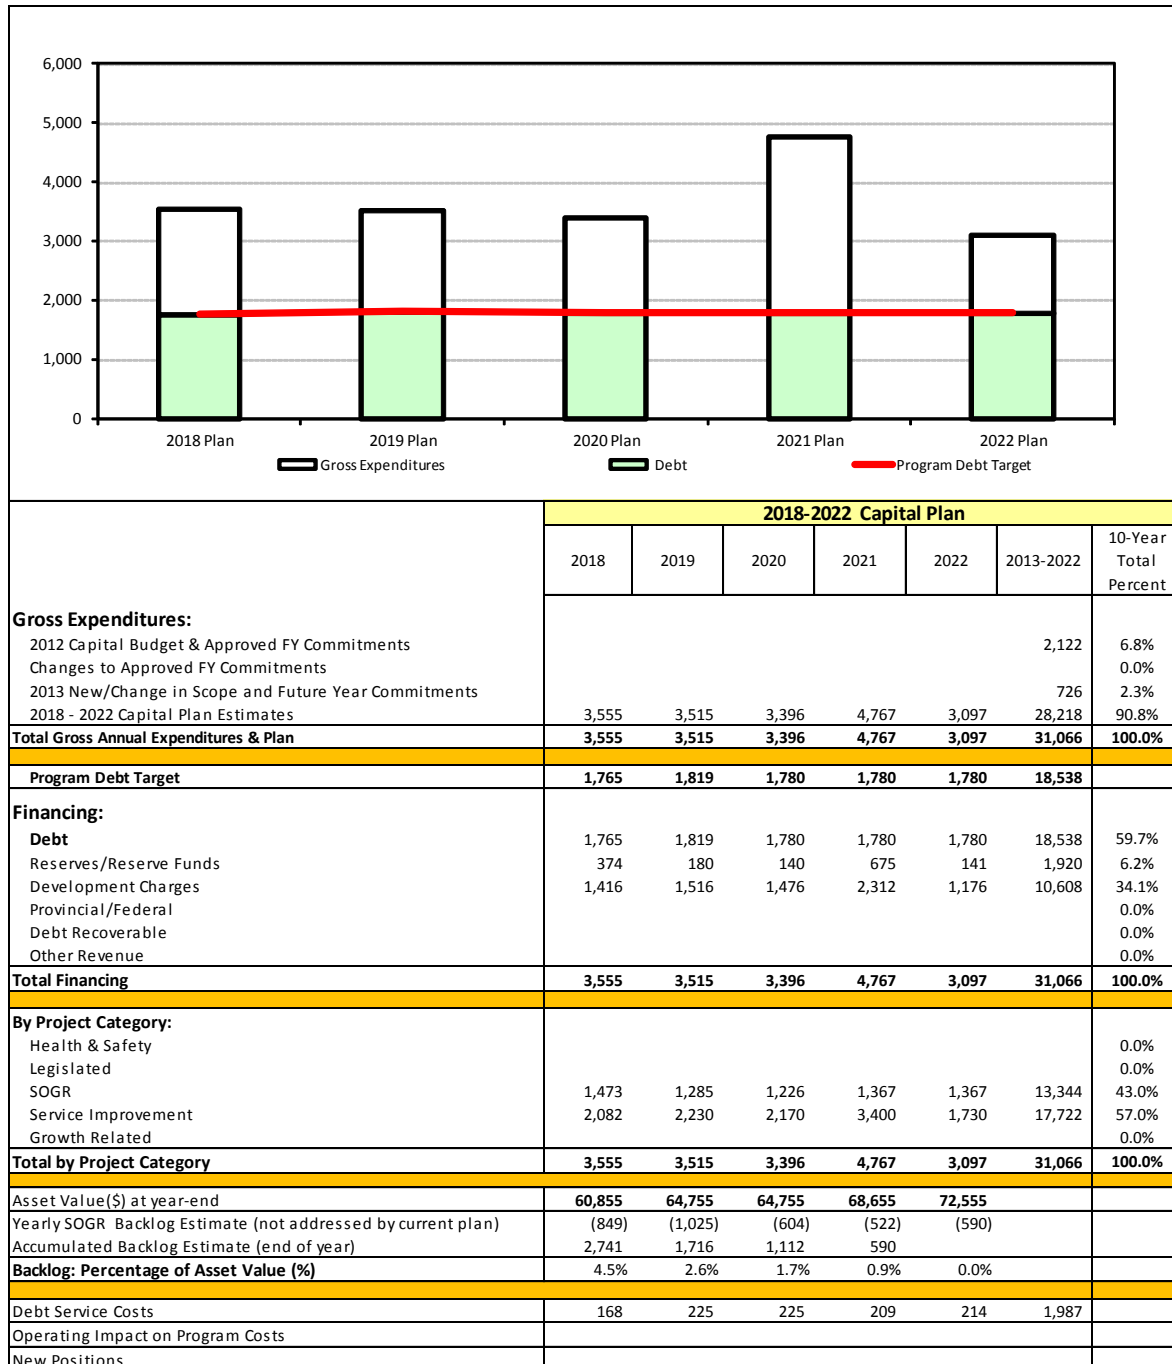 6,000
5,000
4,000
3,000
2,000
1,000
0
2018 Plan 2019 Plan 2020 Plan 2021 Plan 2022 Plan
Gross Expenditures Debt Program Debt Target
2018-2022 Capital Plan
2018 2019 2020 2021 2022 2013-2022 10-Year Total Percent
Gross Expenditures:
2012 Capital Budget & Approved FY Commitments 2,122 6.8%
Changes to Approved FY Commitments 0.0%
2013 New/Change in Scope and Future Year Commitments 726 2.3%
2018 - 2022 Capital Plan Estimates 3,555 3,515 3,396 4,767 3,097 28,218 90.8%
Total Gross Annual Expenditures & Plan 3,555 3,515 3,396 4,767 3,097 31,066 100.0%
Program Debt Target 1,765 1,819 1,780 1,780 1,780 18,538
Financing:
Debt 1,765 1,819 1,780 1,780 1,780 18,538 59.7%
Reserves/Reserve Funds 374 180 140 675 141 1,920 6.2%
Development Charges 1,416 1,516 1,476 2,312 1,176 10,608 34.1%
Provincial/Federal 0.0%
Debt Recoverable 0.0%
Other Revenue 0.0%
Total Financing 3,555 3,515 3,396 4,767 3,097 31,066 100.0%
By Project Category:
Health & Safety 0.0%
Legislated 0.0%
SOGR 1,473 1,285 1,226 1,367 1,367 13,344 43.0%
Service Improvement 2,082 2,230 2,170 3,400 1,730 17,722 57.0%
Growth Related 0.0%
Total by Project Category 3,555 3,515 3,396 4,767 3,097 31,066 100.0%
Asset Value($) at year-end 60,855 64,755 64,755 68,655 72,555
Yearly SOGR Backlog Estimate (not addressed by current plan) (849) (1,025) (604) (522) (590)
Accumulated Backlog Estimate (end of year) 2,741 1,716 1,112 590
Backlog: Percentage of Asset Value (%) 4.5% 2.6% 1.7% 0.9% 0.0%
Debt Service Costs 168 225 225 209 214 1,987
Operating Impact on Program Costs
New Positions